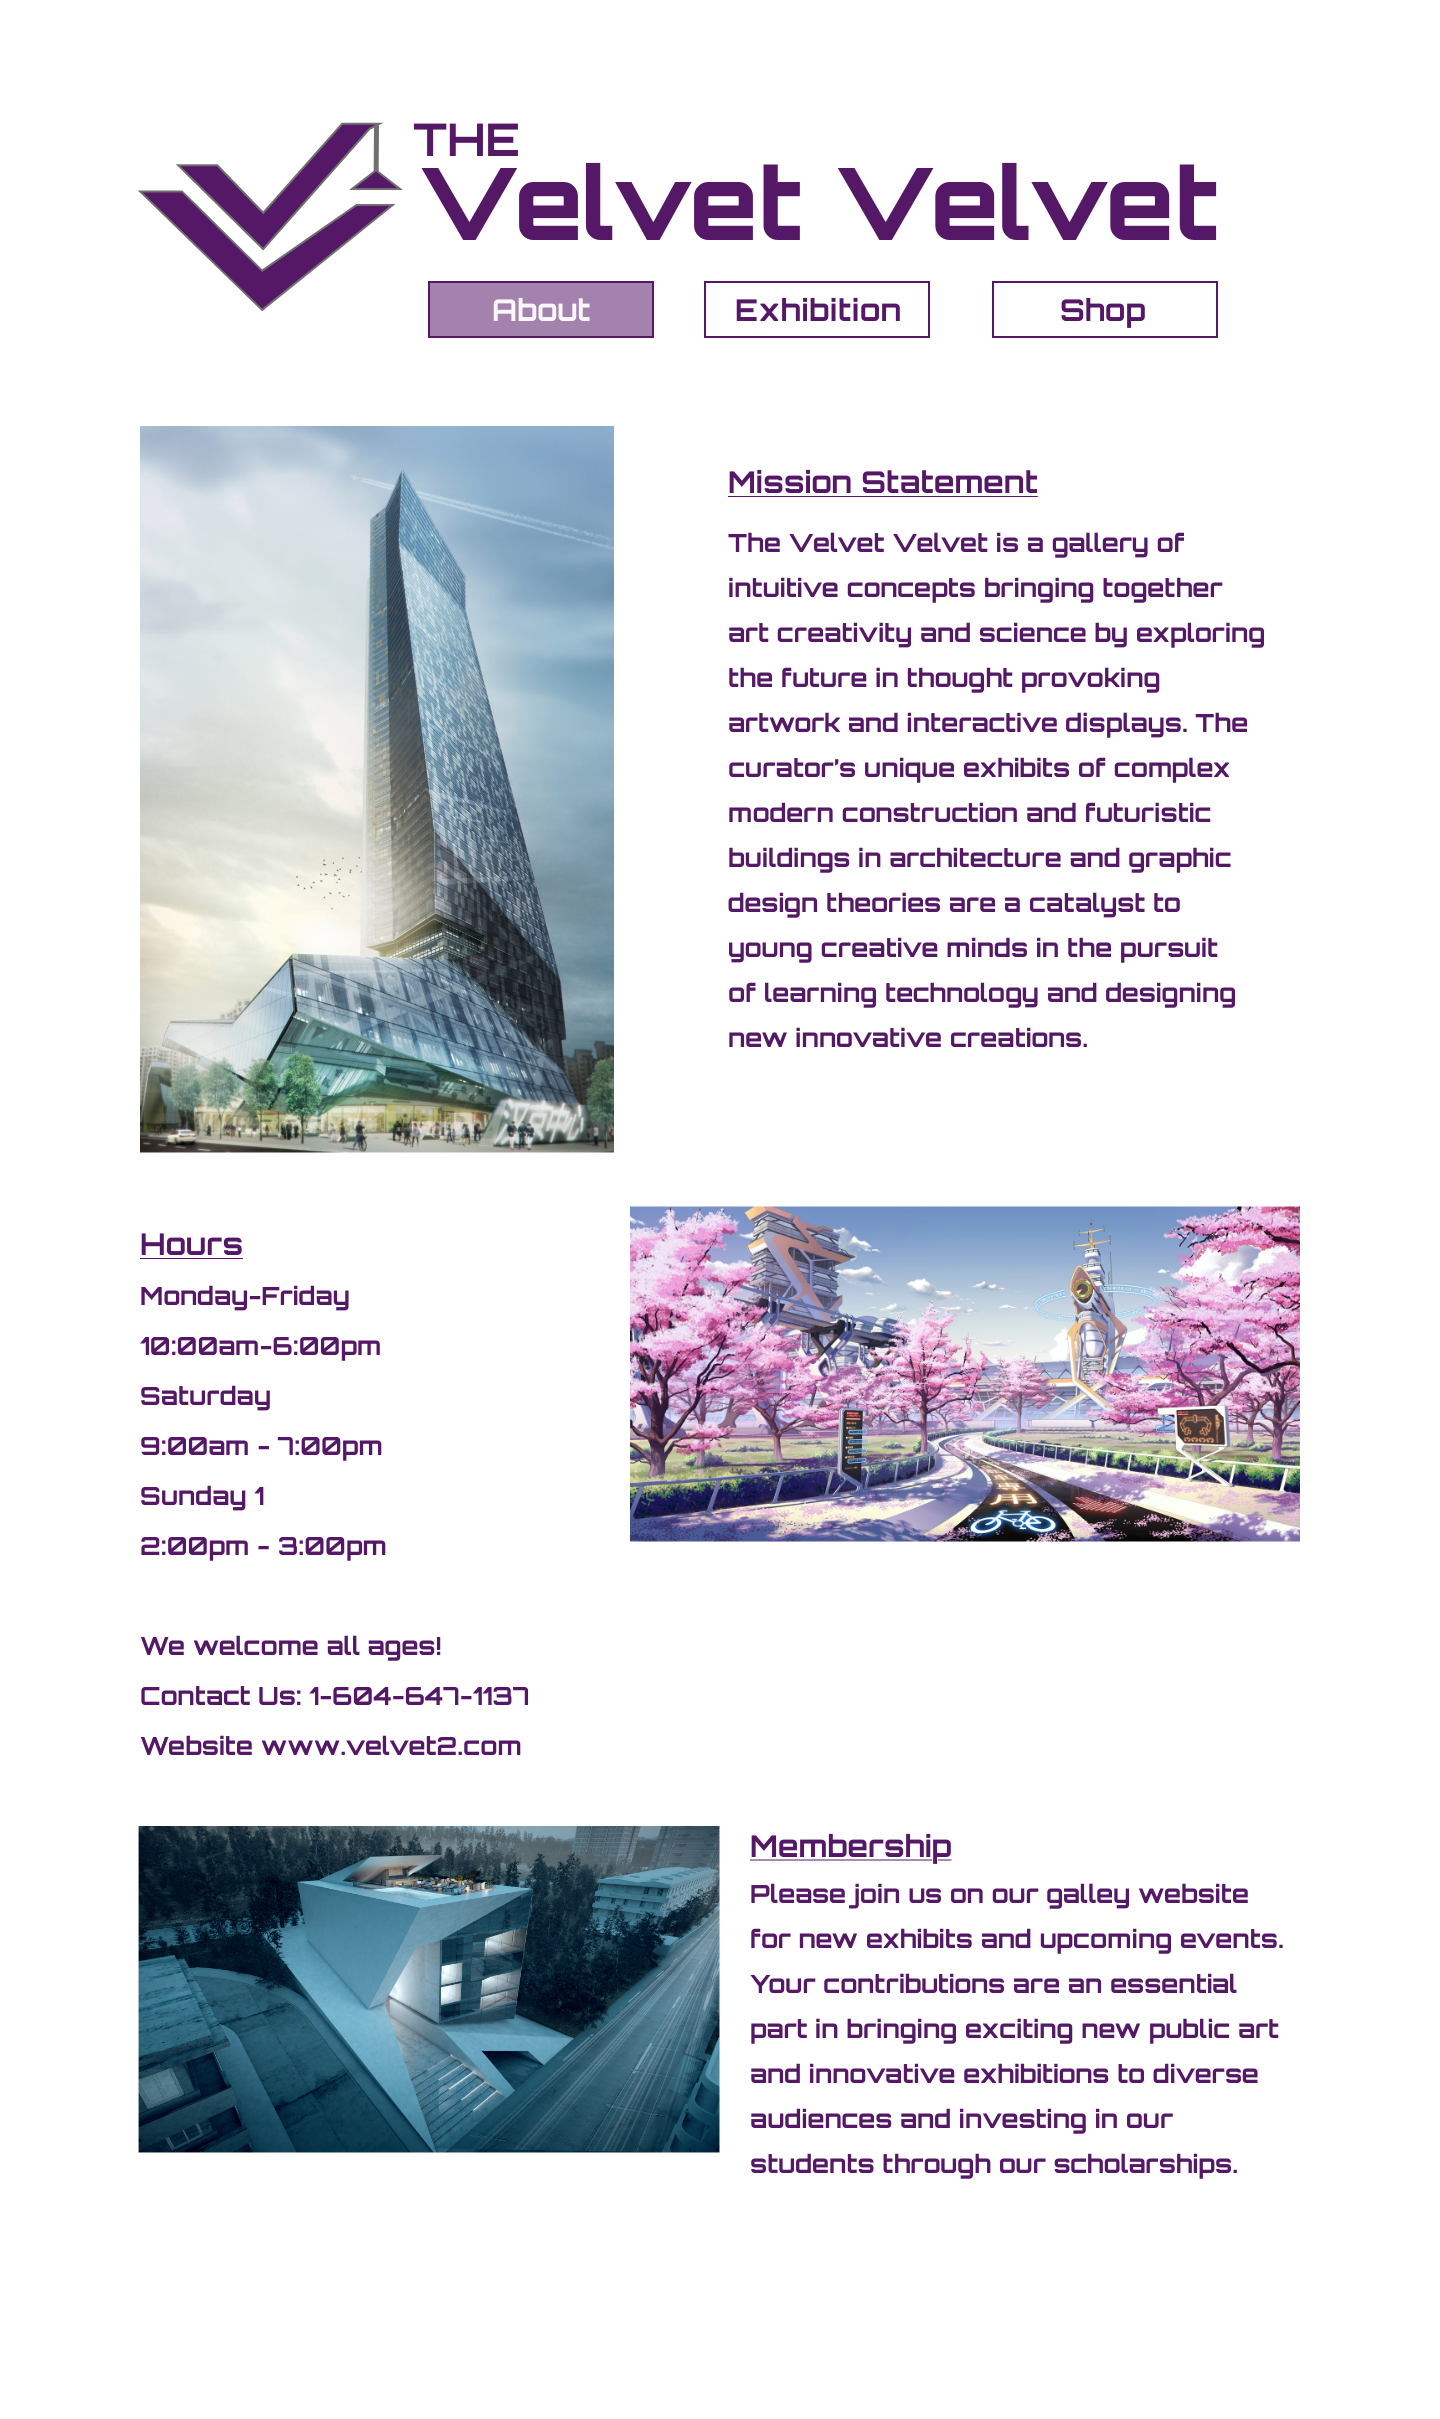 THE
Velvet Velvet
About
Exhibition
Shop
Mission Statement
The Velvet Velvet is a gallery of
intuitive concepts bringing together
art creativity and science by exploring
the future in thought provoking
artwork and interactive displays. The
curator's unique exhibits of complex
modern construction and futuristic
buildings in architecture and graphic
design theories are a catalyst to
young creative minds in the pursuit
of learning technology and designing
new innovative creations.
Hours
Monday-Friday
10:00am-6:00pm
Saturday
9:00am - 7:00pm
Sunday 1
2:00pm - 3:00pm
We welcome all ages!
Contact Us: 1-604-647-1137
Website www.velvet2.com
Membership
Please join us on our galley website
for new exhibits and upcoming events.
Your contributions are an essential
part in bringing exciting new public art
and innovative exhibitions to diverse
audiences and investing in our
students through our scholarships.